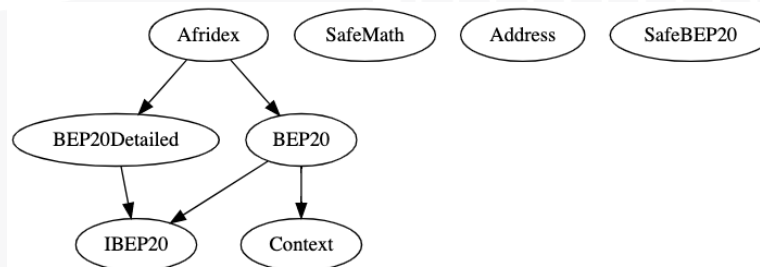 Afridex
SafeMath
Address
SafeBEP20
BEP20Detailed
BEP20
IBEP20
Context